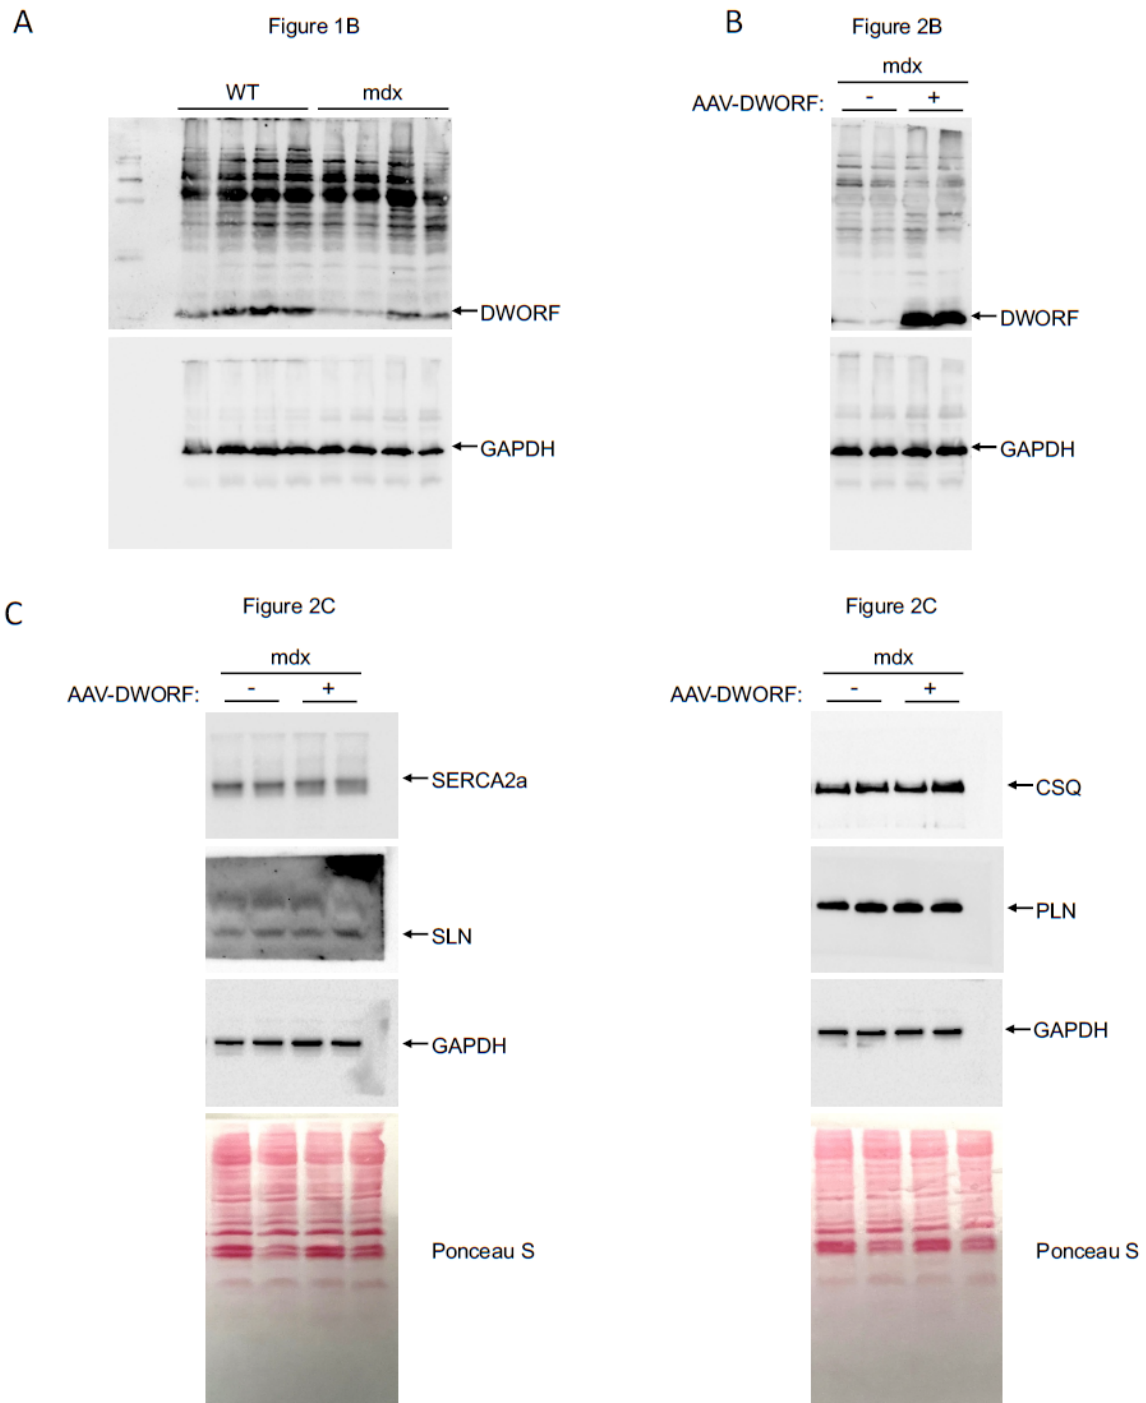 A
Figure 1B
WT mdx
DWORF
GAPDH
B
Figure 2B
mdx
AAV-DWORF: - +
DWORF
GAPDH
C
Figure 2C
mdx
AAV-DWORF: - +
SERCA2a
SLN
GAPDH
Ponceau S
Figure 2C
mdx
AAV-DWORF: - +
CSQ
PLN
GAPDH
Ponceau S